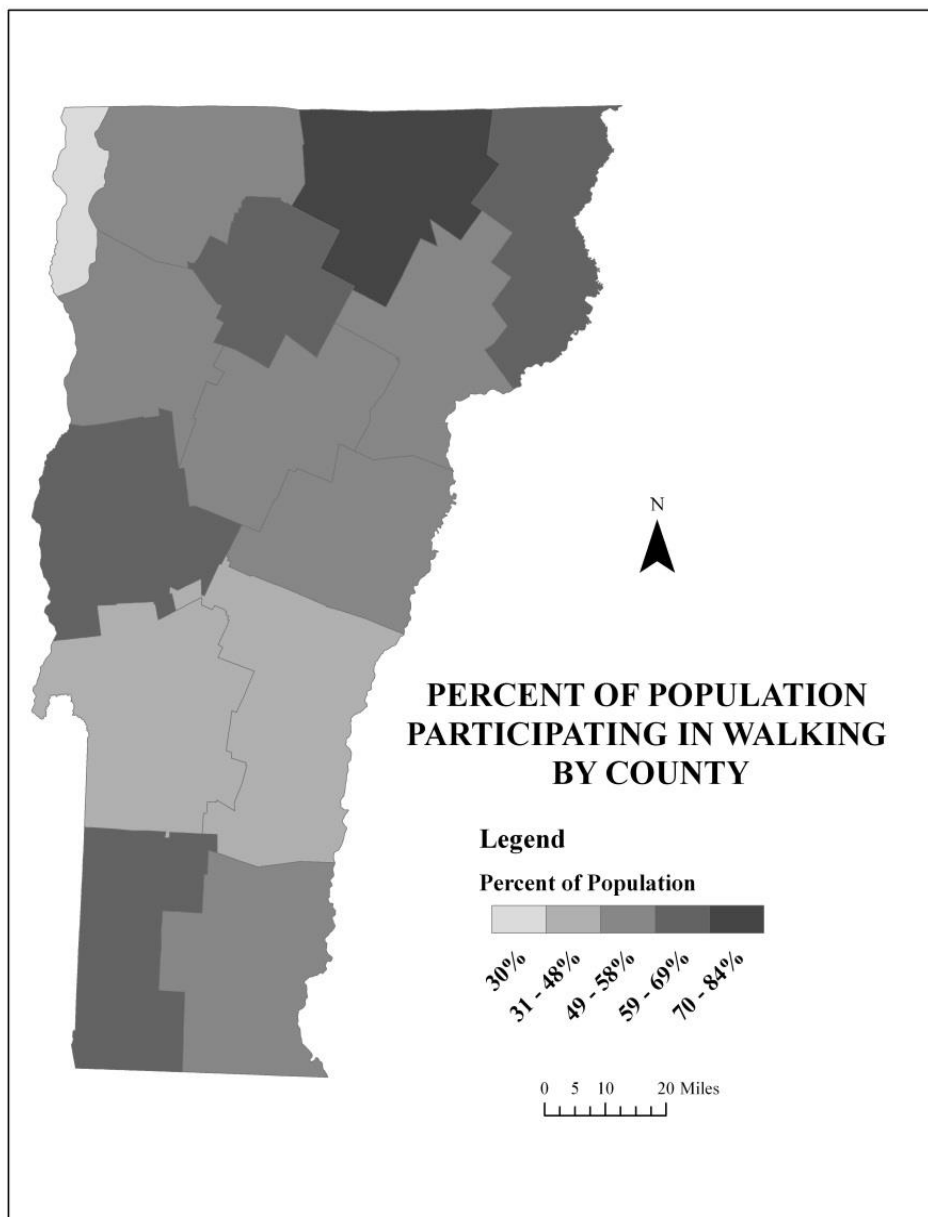 N
PERCENT OF POPULATION
PARTICIPATING IN WALKING
BY COUNTY
Legend
Percent of Population
30%
31 - 48%
49 - 58%
59 - 69%
70 - 84%
0 5 10 20 Miles